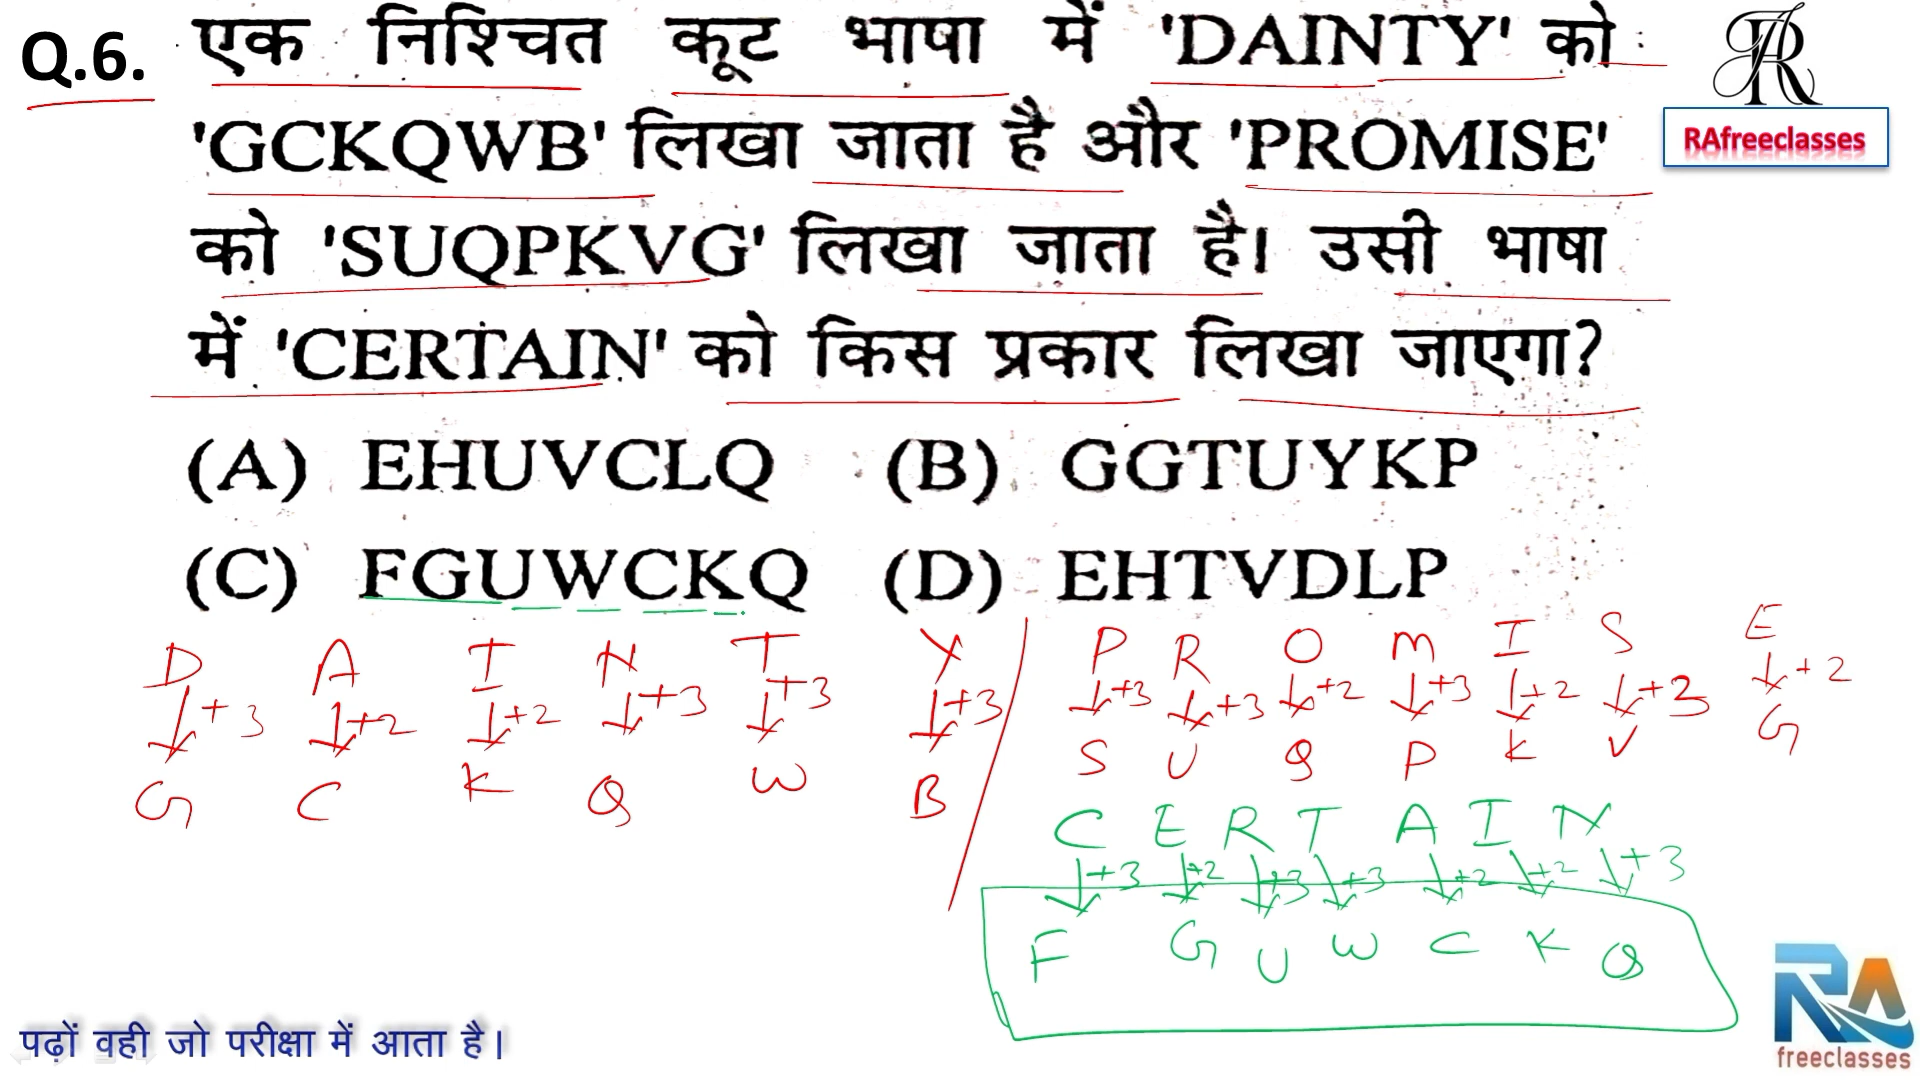 Q.6. एक निश्चित कूट भाषा में 'DAINTY' को
'GCKQWB' लिखा जाता है और 'PROMISE'
को 'SUQPKVG' लिखा जाता है। उसी भाषा
में 'CERTAIN' को किस प्रकार लिखा जाएगा?
(A) EHUVCLQ (B) GGTUYKP
(C) FGUWCKQ (D) EHTVDLP
RAfreeclasses
D A I N T Y
+3 +2 +2 +3 +3 +3
G C K Q W B
P R O M I S E
+3 +3 +2 +3 +2 +3 +2
S U Q P K V G
C E R T A I N
+3 +2 +3 +3 +2 +2 +3
F G U W C K Q
पढ़ों वही जो परीक्षा में आता है।
RA
freeclasses